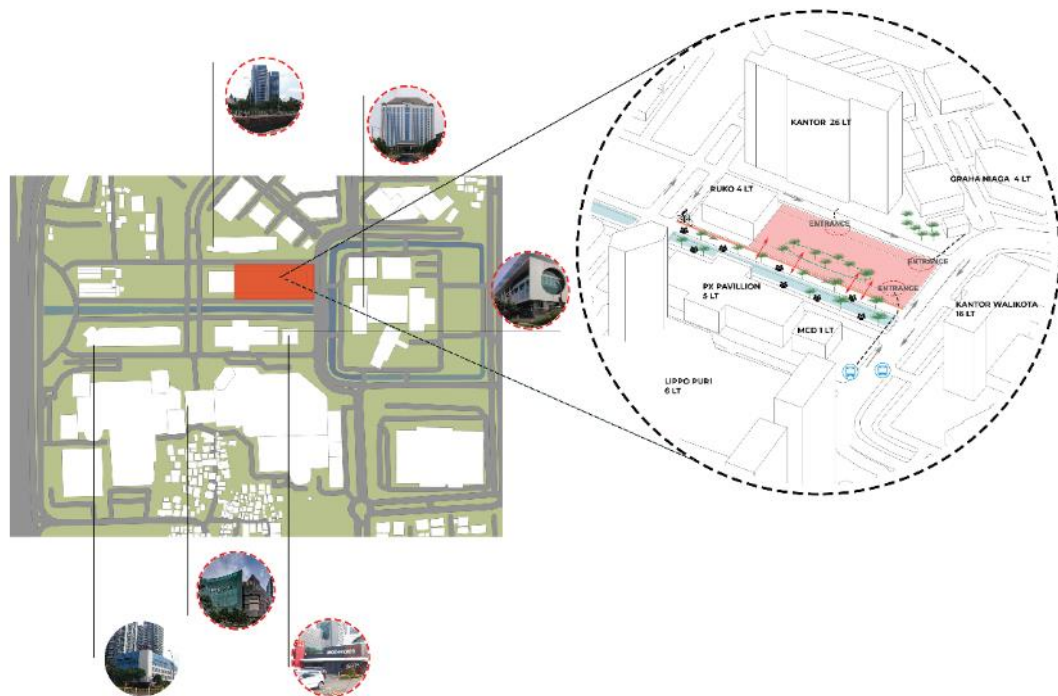 KANTOR 26 LT
GRAHA NIAGA 4 LT
RUKO 4 LT
ENTRANCE
ENTRANCE
ENTRANCE
PX PAVILLION
5 LT
KANTOR WALIKOTA
16 LT
MCD 1 LT
LIPPO PURI
6 LT